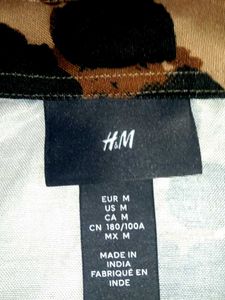 H&M
EUR M
US M
CA M
CN 180/100A
MX M
MADE IN
INDIA
FABRIQUÉ EN
INDE